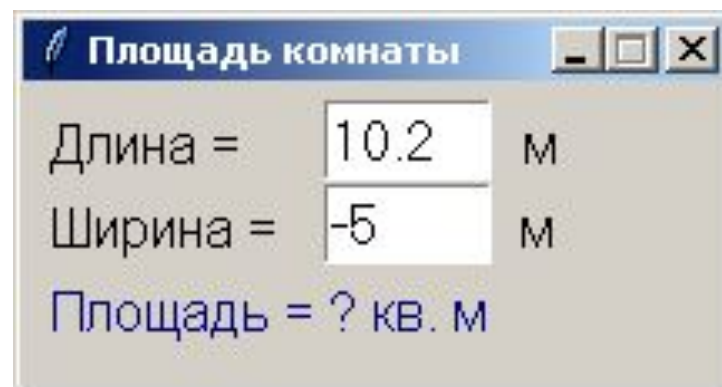 Площадь комнаты
Длина = 10.2 м
Ширина = -5 м
Площадь = ? кв. м